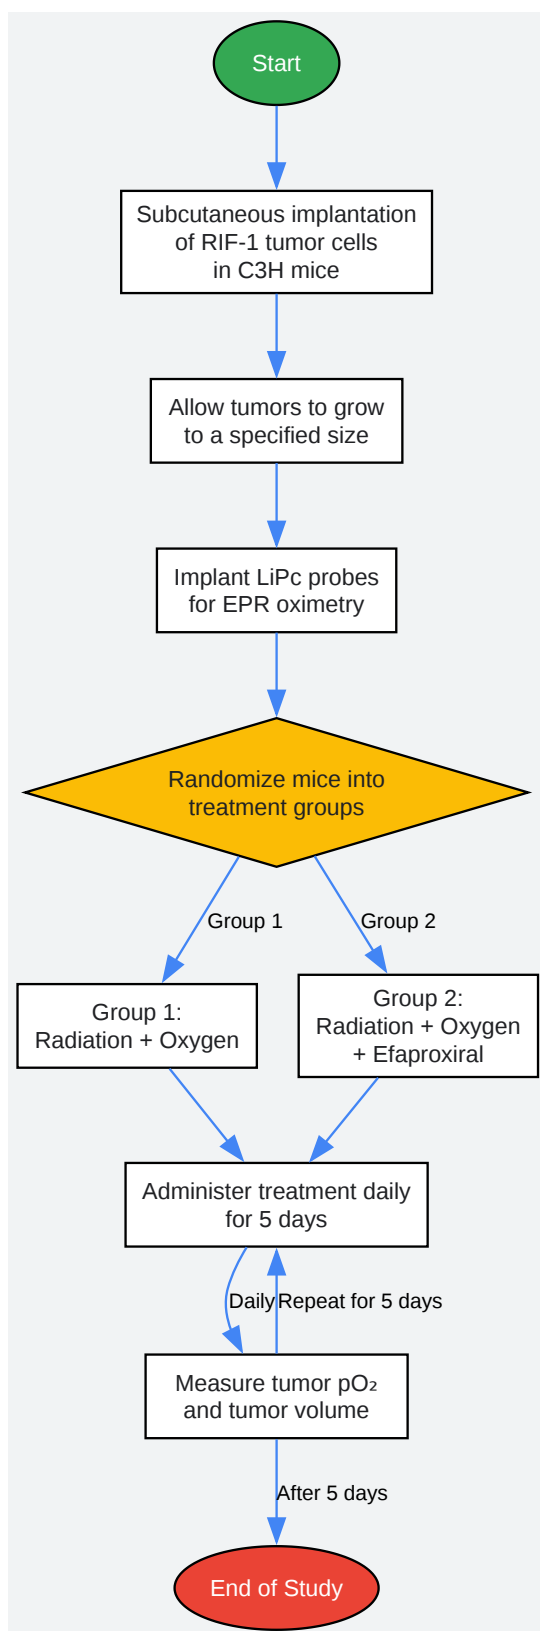 Start
Subcutaneous implantation
of RIF-1 tumor cells
in C3H mice
Allow tumors to grow
to a specified size
Implant LiPc probes
for EPR oximetry
Randomize mice into
treatment groups
Group 1
Group 2
Group 1:
Radiation + Oxygen
Group 2:
Radiation + Oxygen
+ Efaproxiral
Administer treatment daily
for 5 days
Daily
Repeat for 5 days
Measure tumor pO₂
and tumor volume
After 5 days
End of Study